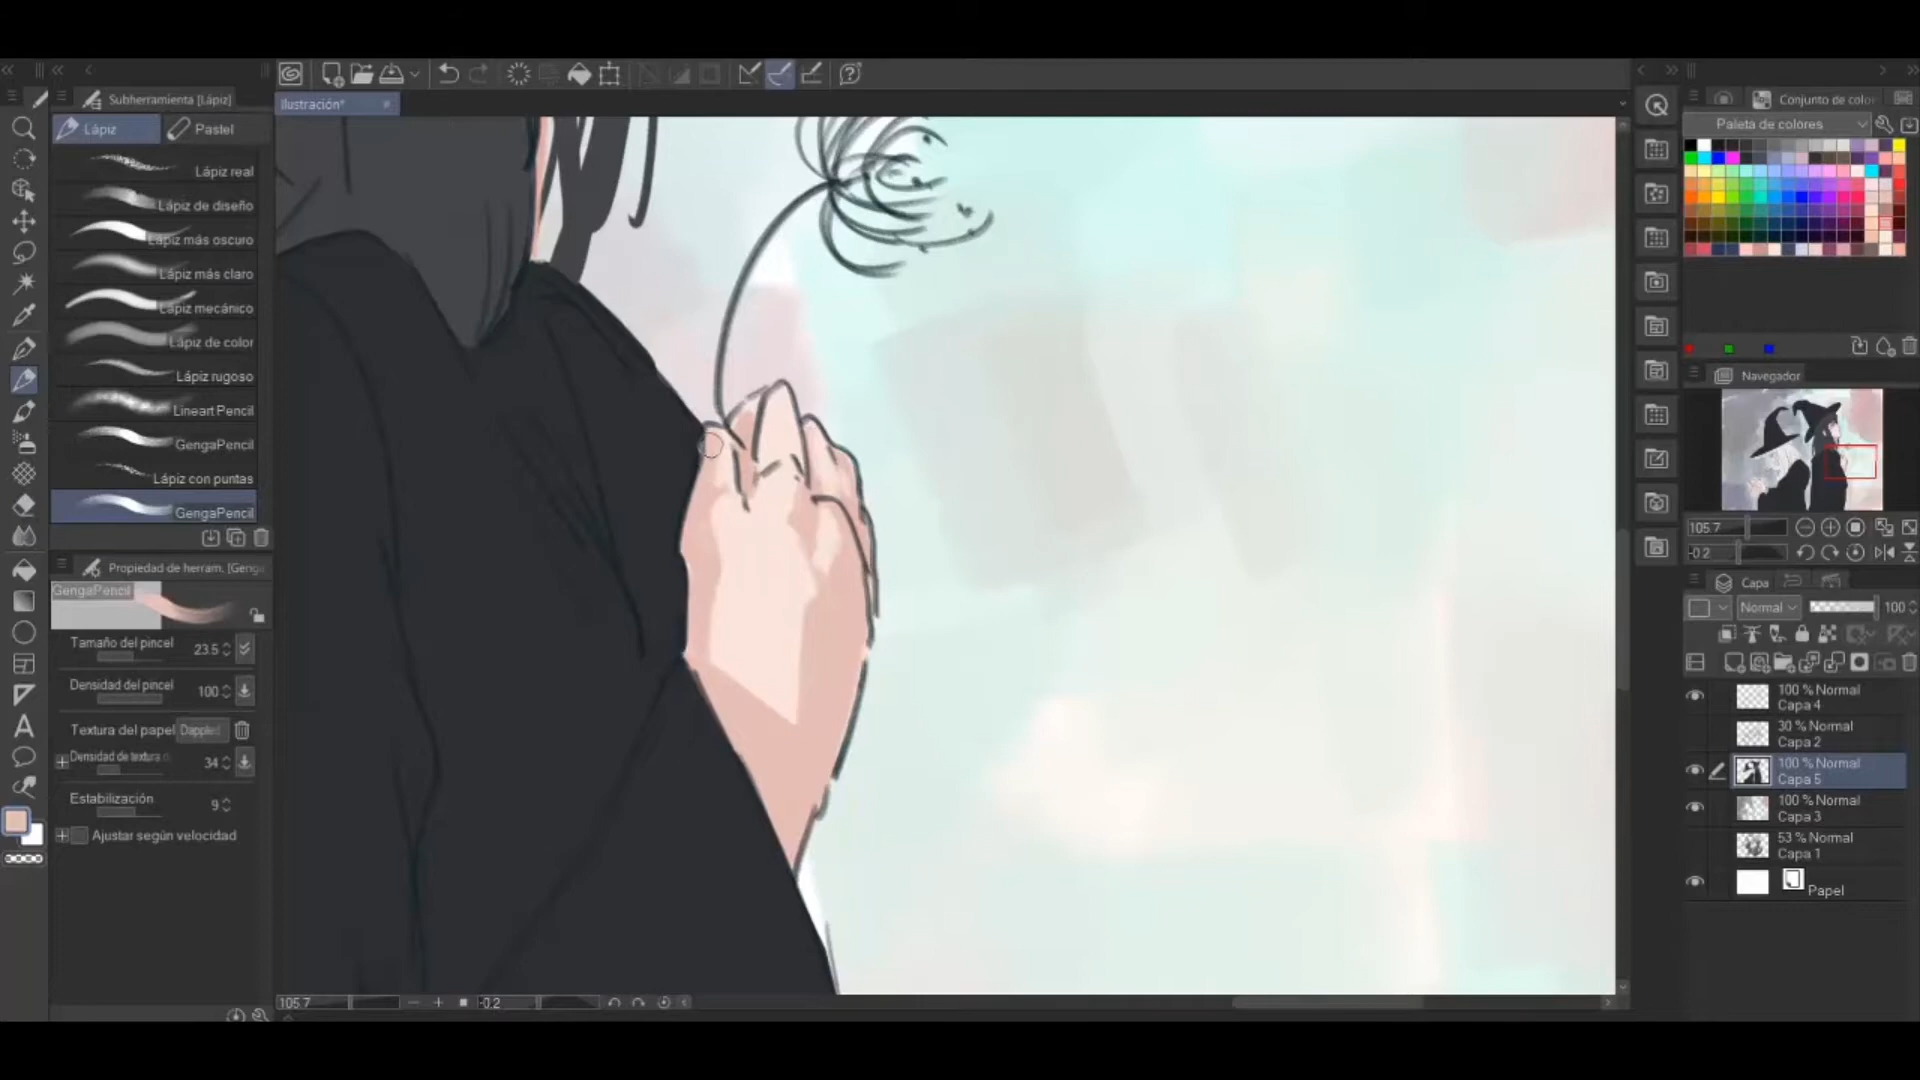 Subherramienta [Lápiz]
Lápiz
Pastel
Lápiz real
Lápiz de diseño
Lápiz más oscuro
Lápiz más claro
Lápiz mecánico
Lápiz de color
Lápiz rugoso
Lineart Pencil
GengaPencil
Lápiz con puntas
GengaPencil
Propiedad de herram. [Genga
GengaPencil
Tamaño del pincel 23.5
Densidad del pincel 100
Textura del papel Dapple
Densidad de textura 34
Estabilización 9
Ajustar según velocidad
Ilustración*
105.7
-0.2
Conjunto de color
Paleta de colores
Navegador
105.7
-0.2
Capa
Normal 100
100 % Normal
Capa 4
30 % Normal
Capa 2
100 % Normal
Capa 5
100 % Normal
Capa 3
53 % Normal
Capa 1
Papel